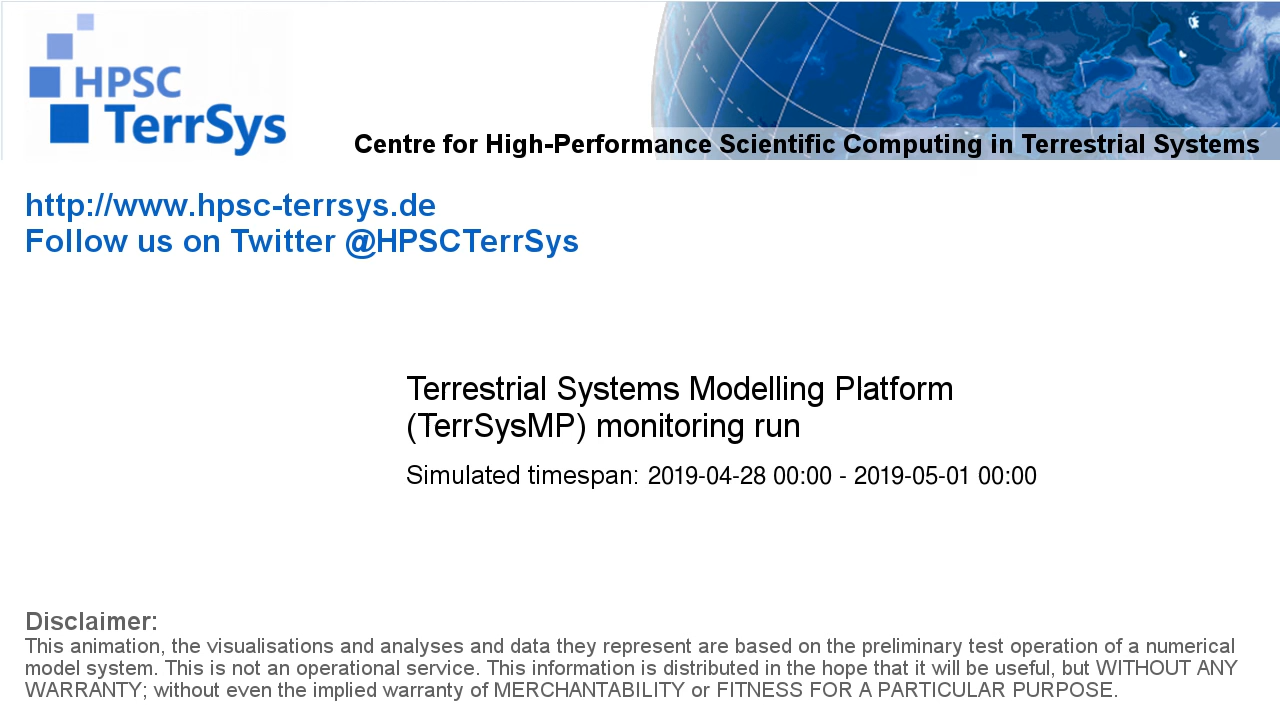 HPSC
TerrSys
Centre for High-Performance Scientific Computing in Terrestrial Systems
http://www.hpsc-terrsys.de
Follow us on Twitter @HPSCTerrSys
Terrestrial Systems Modelling Platform
(TerrSysMP) monitoring run
Simulated timespan: 2019-04-28 00:00 - 2019-05-01 00:00
Disclaimer:
This animation, the visualisations and analyses and data they represent are based on the preliminary test operation of a numerical
model system. This is not an operational service. This information is distributed in the hope that it will be useful, but WITHOUT ANY
WARRANTY; without even the implied warranty of MERCHANTABILITY or FITNESS FOR A PARTICULAR PURPOSE.